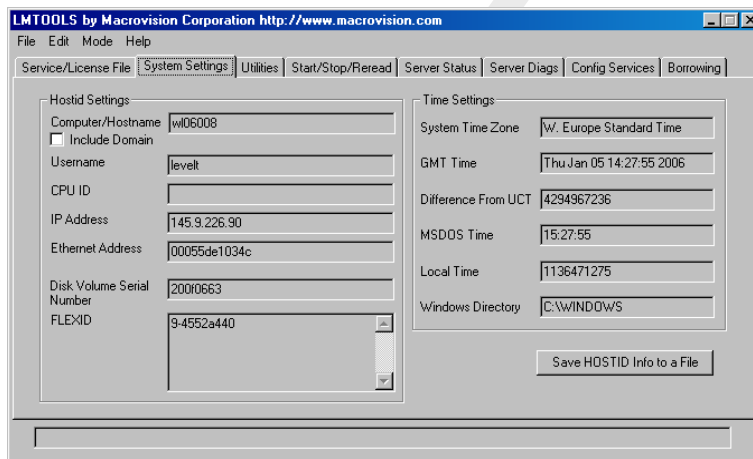 LMTOOLS by Macrovision Corporation http://www.macrovision.com
File Edit Mode Help
Service/License File System Settings Utilities Start/Stop/Reread Server Status Server Diags Config Services Borrowing
Hostid Settings
Computer/Hostname wl06008
Include Domain
Username levelt
CPU ID
IP Address 145.9.226.90
Ethernet Address 00055de1034c
Disk Volume Serial
Number 200f0663
FLEXID 9-4552a440
Time Settings
System Time Zone W. Europe Standard Time
GMT Time Thu Jan 05 14:27:55 2006
Difference From UCT 4294967236
MSDOS Time 15:27:55
Local Time 1136471275
Windows Directory C:\WINDOWS
Save HOSTID Info to a File